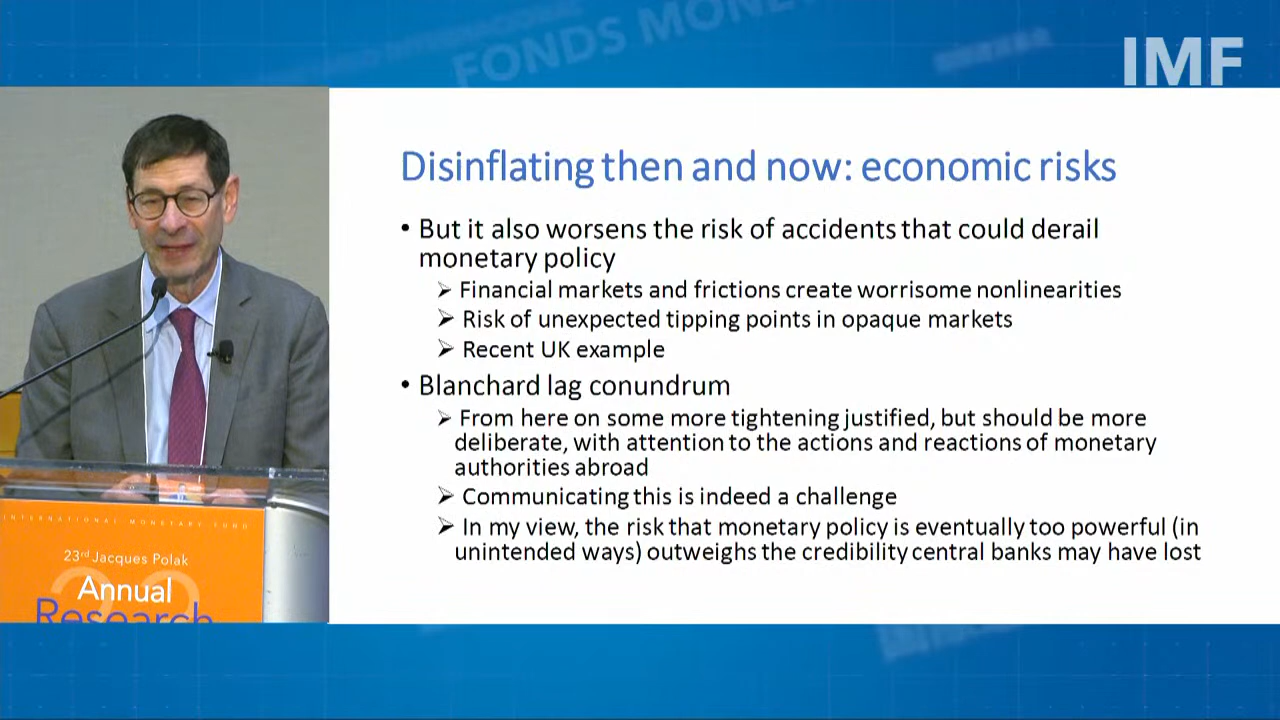 FONDS MONÉ
IMF
Disinflating then and now: economic risks
• But it also worsens the risk of accidents that could derail
monetary policy
➤ Financial markets and frictions create worrisome nonlinearities
➤ Risk of unexpected tipping points in opaque markets
➤ Recent UK example
• Blanchard lag conundrum
➤ From here on some more tightening justified, but should be more
deliberate, with attention to the actions and reactions of monetary
authorities abroad
➤ Communicating this is indeed a challenge
➤ In my view, the risk that monetary policy is eventually too powerful (in
unintended ways) outweighs the credibility central banks may have lost
INTERNATIONAL MONETARY FUND
23rd Jacques Polak
Annual
Research